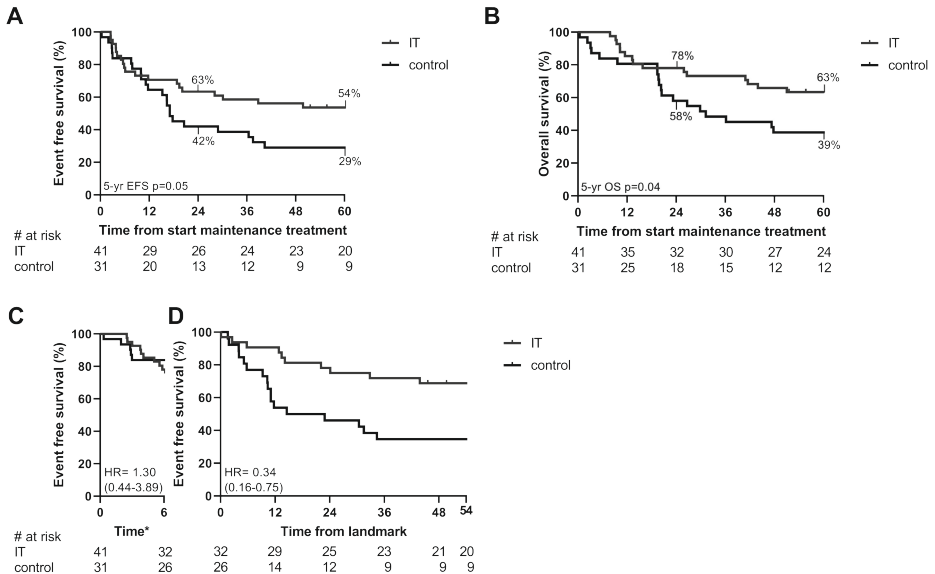 A
Event free survival (%)
100
80
60
40
20
0
63%
54%
42%
29%
5-yr EFS p=0.05
IT
control
0 12 24 36 48 60
Time from start maintenance treatment
# at risk
IT 41 29 26 24 23 20
control 31 20 13 12 9 9
B
Overall survival (%)
100
80
60
40
20
0
78%
63%
58%
39%
5-yr OS p=0.04
IT
control
0 12 24 36 48 60
Time from start maintenance treatment
# at risk
IT 41 35 32 30 27 24
control 31 25 18 15 12 12
C
Event free survival (%)
100
80
60
40
20
0
HR= 1.30
(0.44-3.89)
0 6
Time*
# at risk
IT 41 32
control 31 26
D
Event free survival (%)
100
80
60
40
20
0
HR= 0.34
(0.16-0.75)
IT
control
0 12 24 36 48 54
Time from landmark
32 29 25 23 21 20
26 14 12 9 9 9